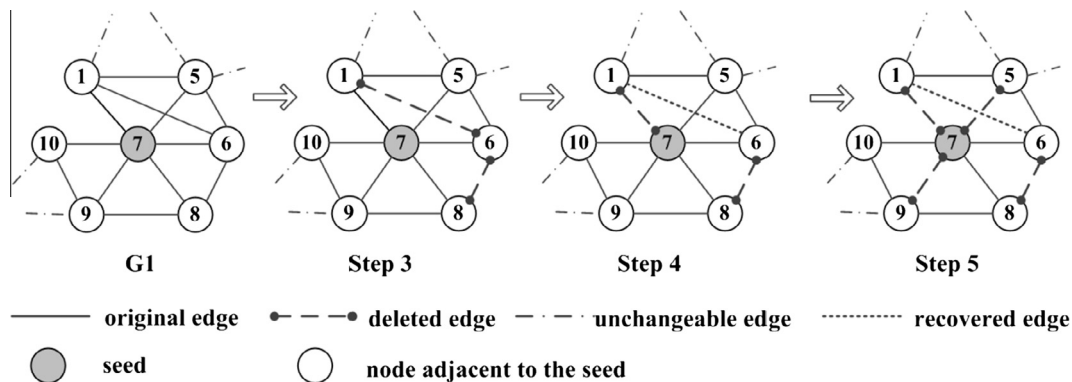 1 5 1 5 1 5 1 5
10 7 6 10 7 6 10 7 6 10 7 6
9 8 9 8 9 8 9 8
G1 Step 3 Step 4 Step 5
original edge deleted edge unchangeable edge recovered edge
seed node adjacent to the seed